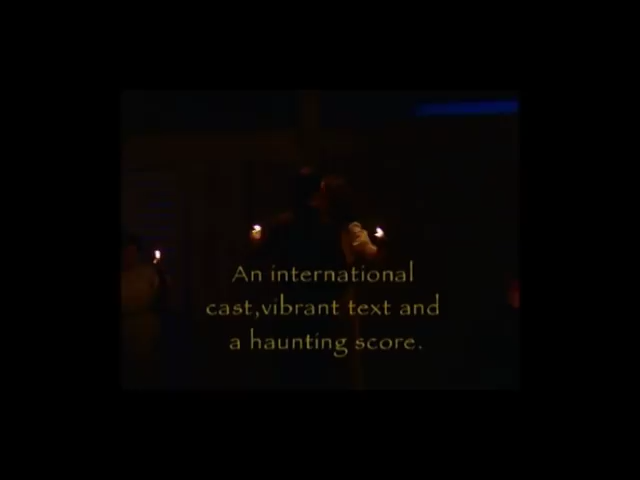 An international
cast,vibrant text and
a haunting score.